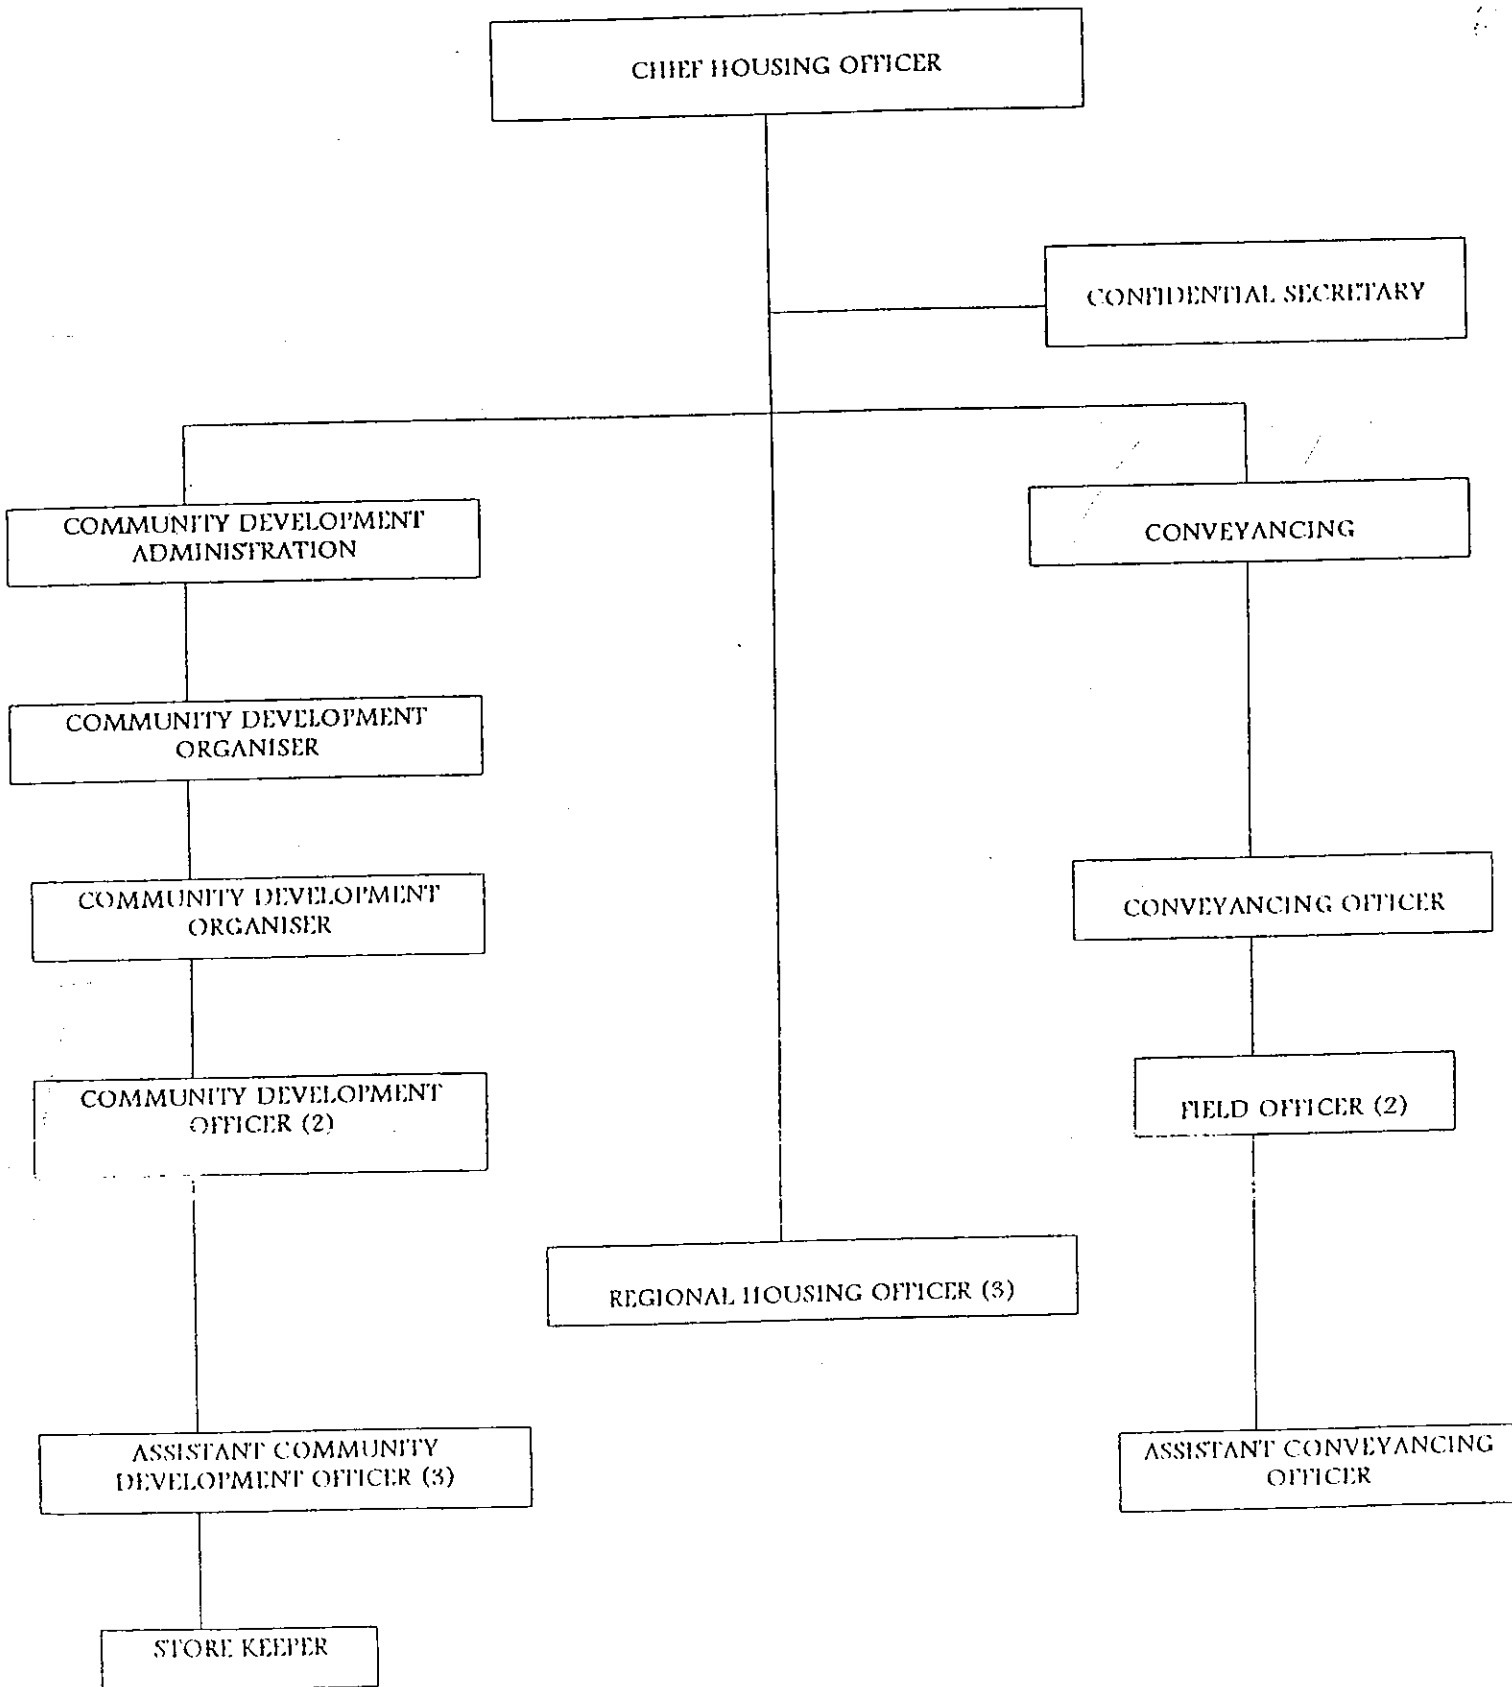 CHIEF HOUSING OFFICER
CONFIDENTIAL SECRETARY
COMMUNITY DEVELOPMENT
ADMINISTRATION
CONVEYANCING
COMMUNITY DEVELOPMENT
ORGANISER
COMMUNITY DEVELOPMENT
ORGANISER
CONVEYANCING OFFICER
COMMUNITY DEVELOPMENT
OFFICER (2)
FIELD OFFICER (2)
REGIONAL HOUSING OFFICER (3)
ASSISTANT COMMUNITY
DEVELOPMENT OFFICER (3)
ASSISTANT CONVEYANCING
OFFICER
STORE KEEPER